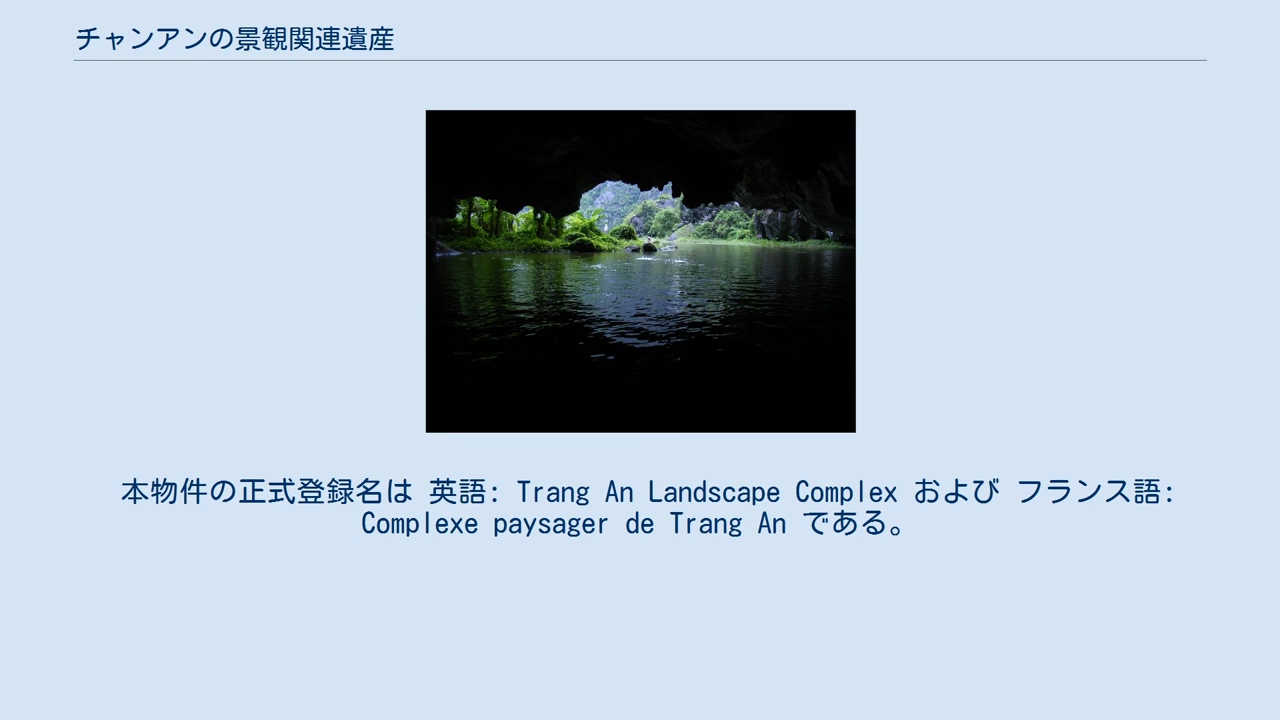 チャンアンの景観関連遺産
本物件の正式登録名は 英語: Trang An Landscape Complex および フランス語:
Complexe paysager de Trang An である。